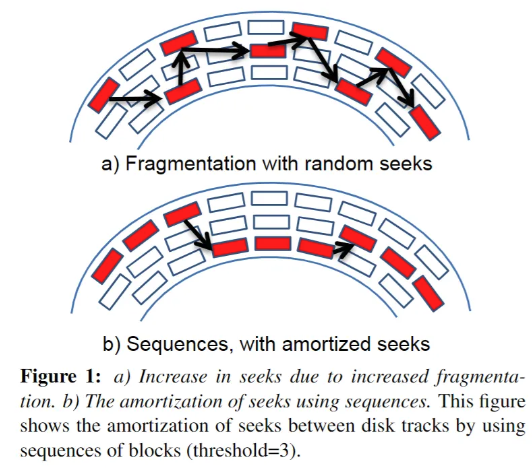 a) Fragmentation with random seeks
b) Sequences, with amortized seeks
Figure 1: a) Increase in seeks due to increased fragmenta-
tion. b) The amortization of seeks using sequences. This figure
shows the amortization of seeks between disk tracks by using
sequences of blocks (threshold=3).